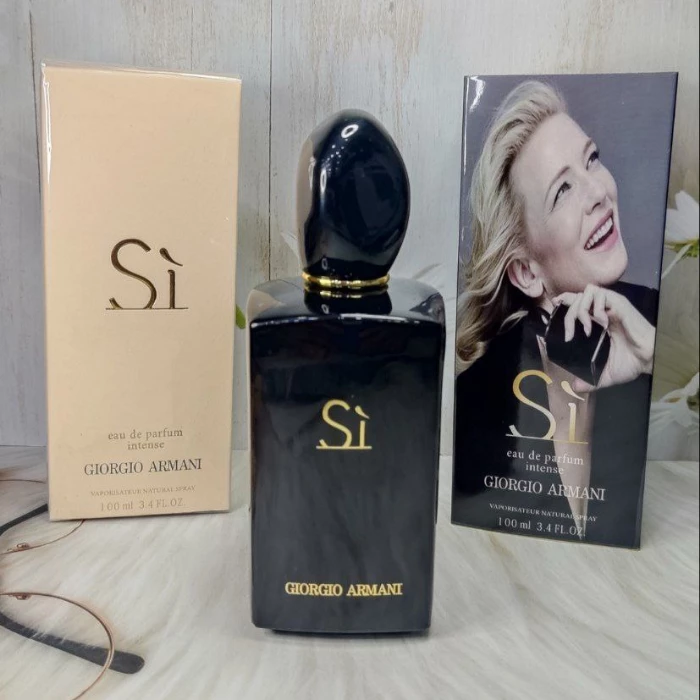 Sì
eau de parfum
intense
GIORGIO ARMANI
VAPORISATEUR NATURAL SPRAY
100 ml 3.4 FL.OZ.
Sì
GIORGIO ARMANI
Sì
eau de parfum
intense
GIORGIO ARMANI
VAPORISATEUR NATURAL SPRAY
100 ml 3.4 FL.OZ.